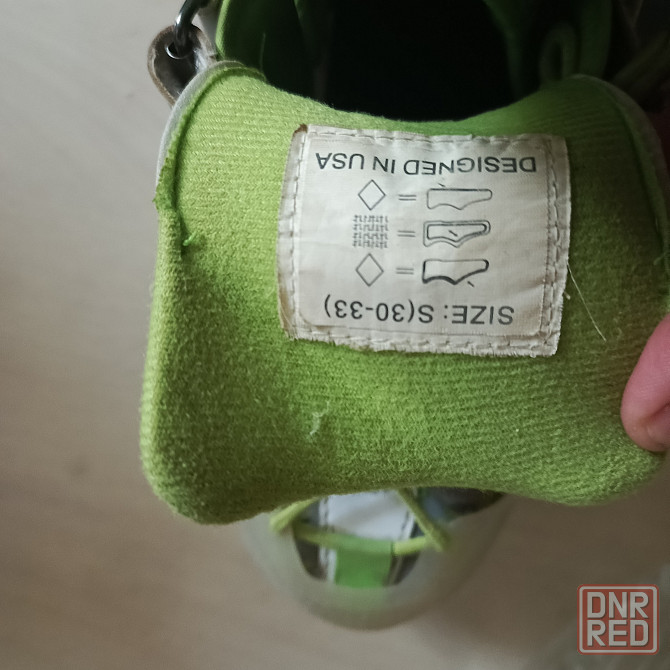 SIZE: S(30-33)
=
=
=
DESIGNED IN USA
DNR
RED